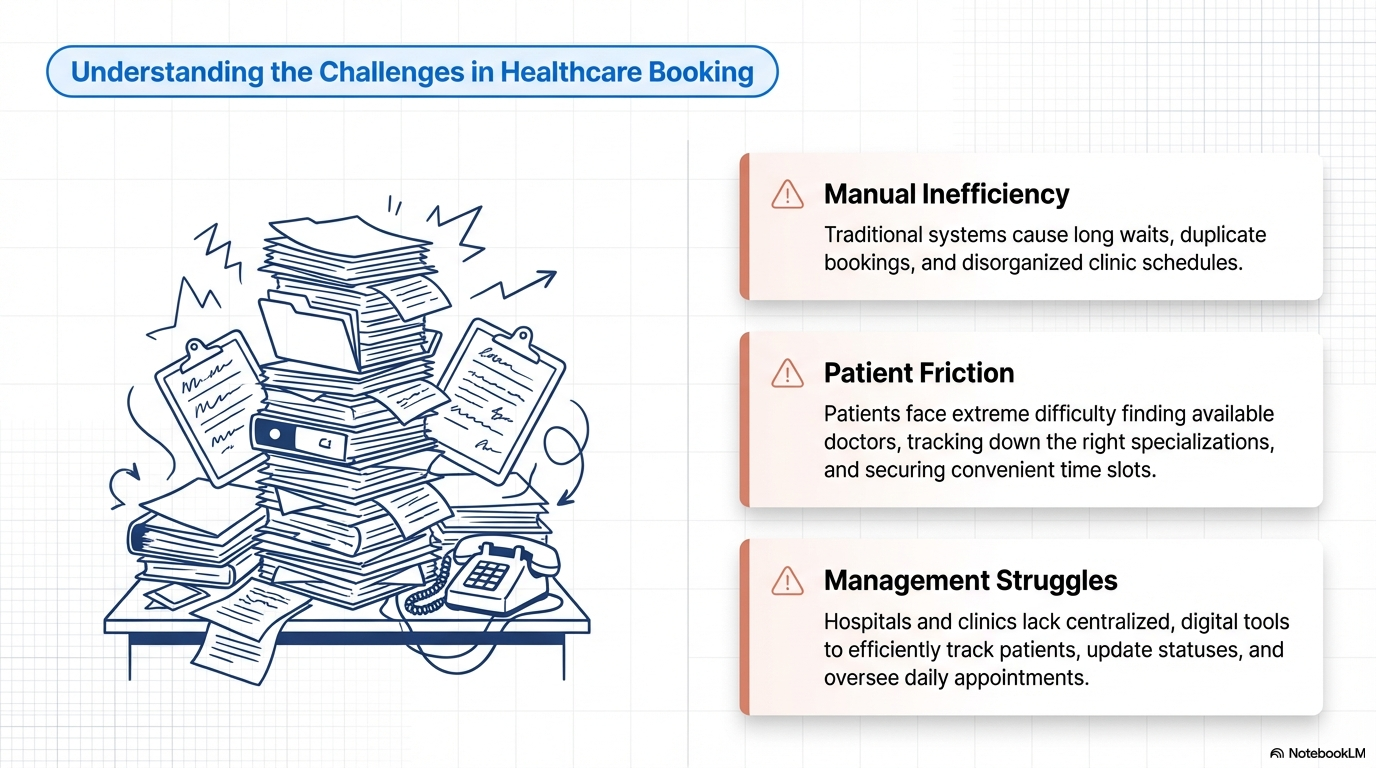 Understanding the Challenges in Healthcare Booking
Manual Inefficiency
Traditional systems cause long waits, duplicate
bookings, and disorganized clinic schedules.
Patient Friction
Patients face extreme difficulty finding available
doctors, tracking down the right specializations,
and securing convenient time slots.
Management Struggles
Hospitals and clinics lack centralized, digital tools
to efficiently track patients, update statuses, and
oversee daily appointments.
NotebookLM